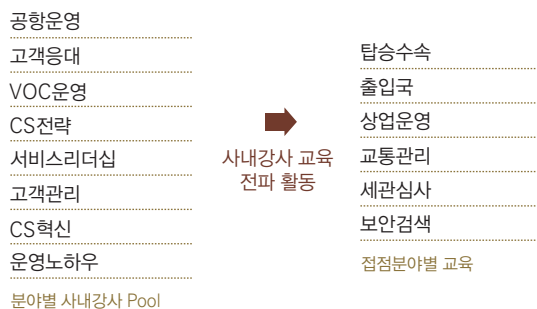 공항운영
고객응대
VOC운영
CS전략
서비스리더십
고객관리
CS혁신
운영노하우
분야별 사내강사 Pool
사내강사 교육
전파 활동
탑승수속
출입국
상업운영
교통관리
세관심사
보안검색
접점분야별 교육